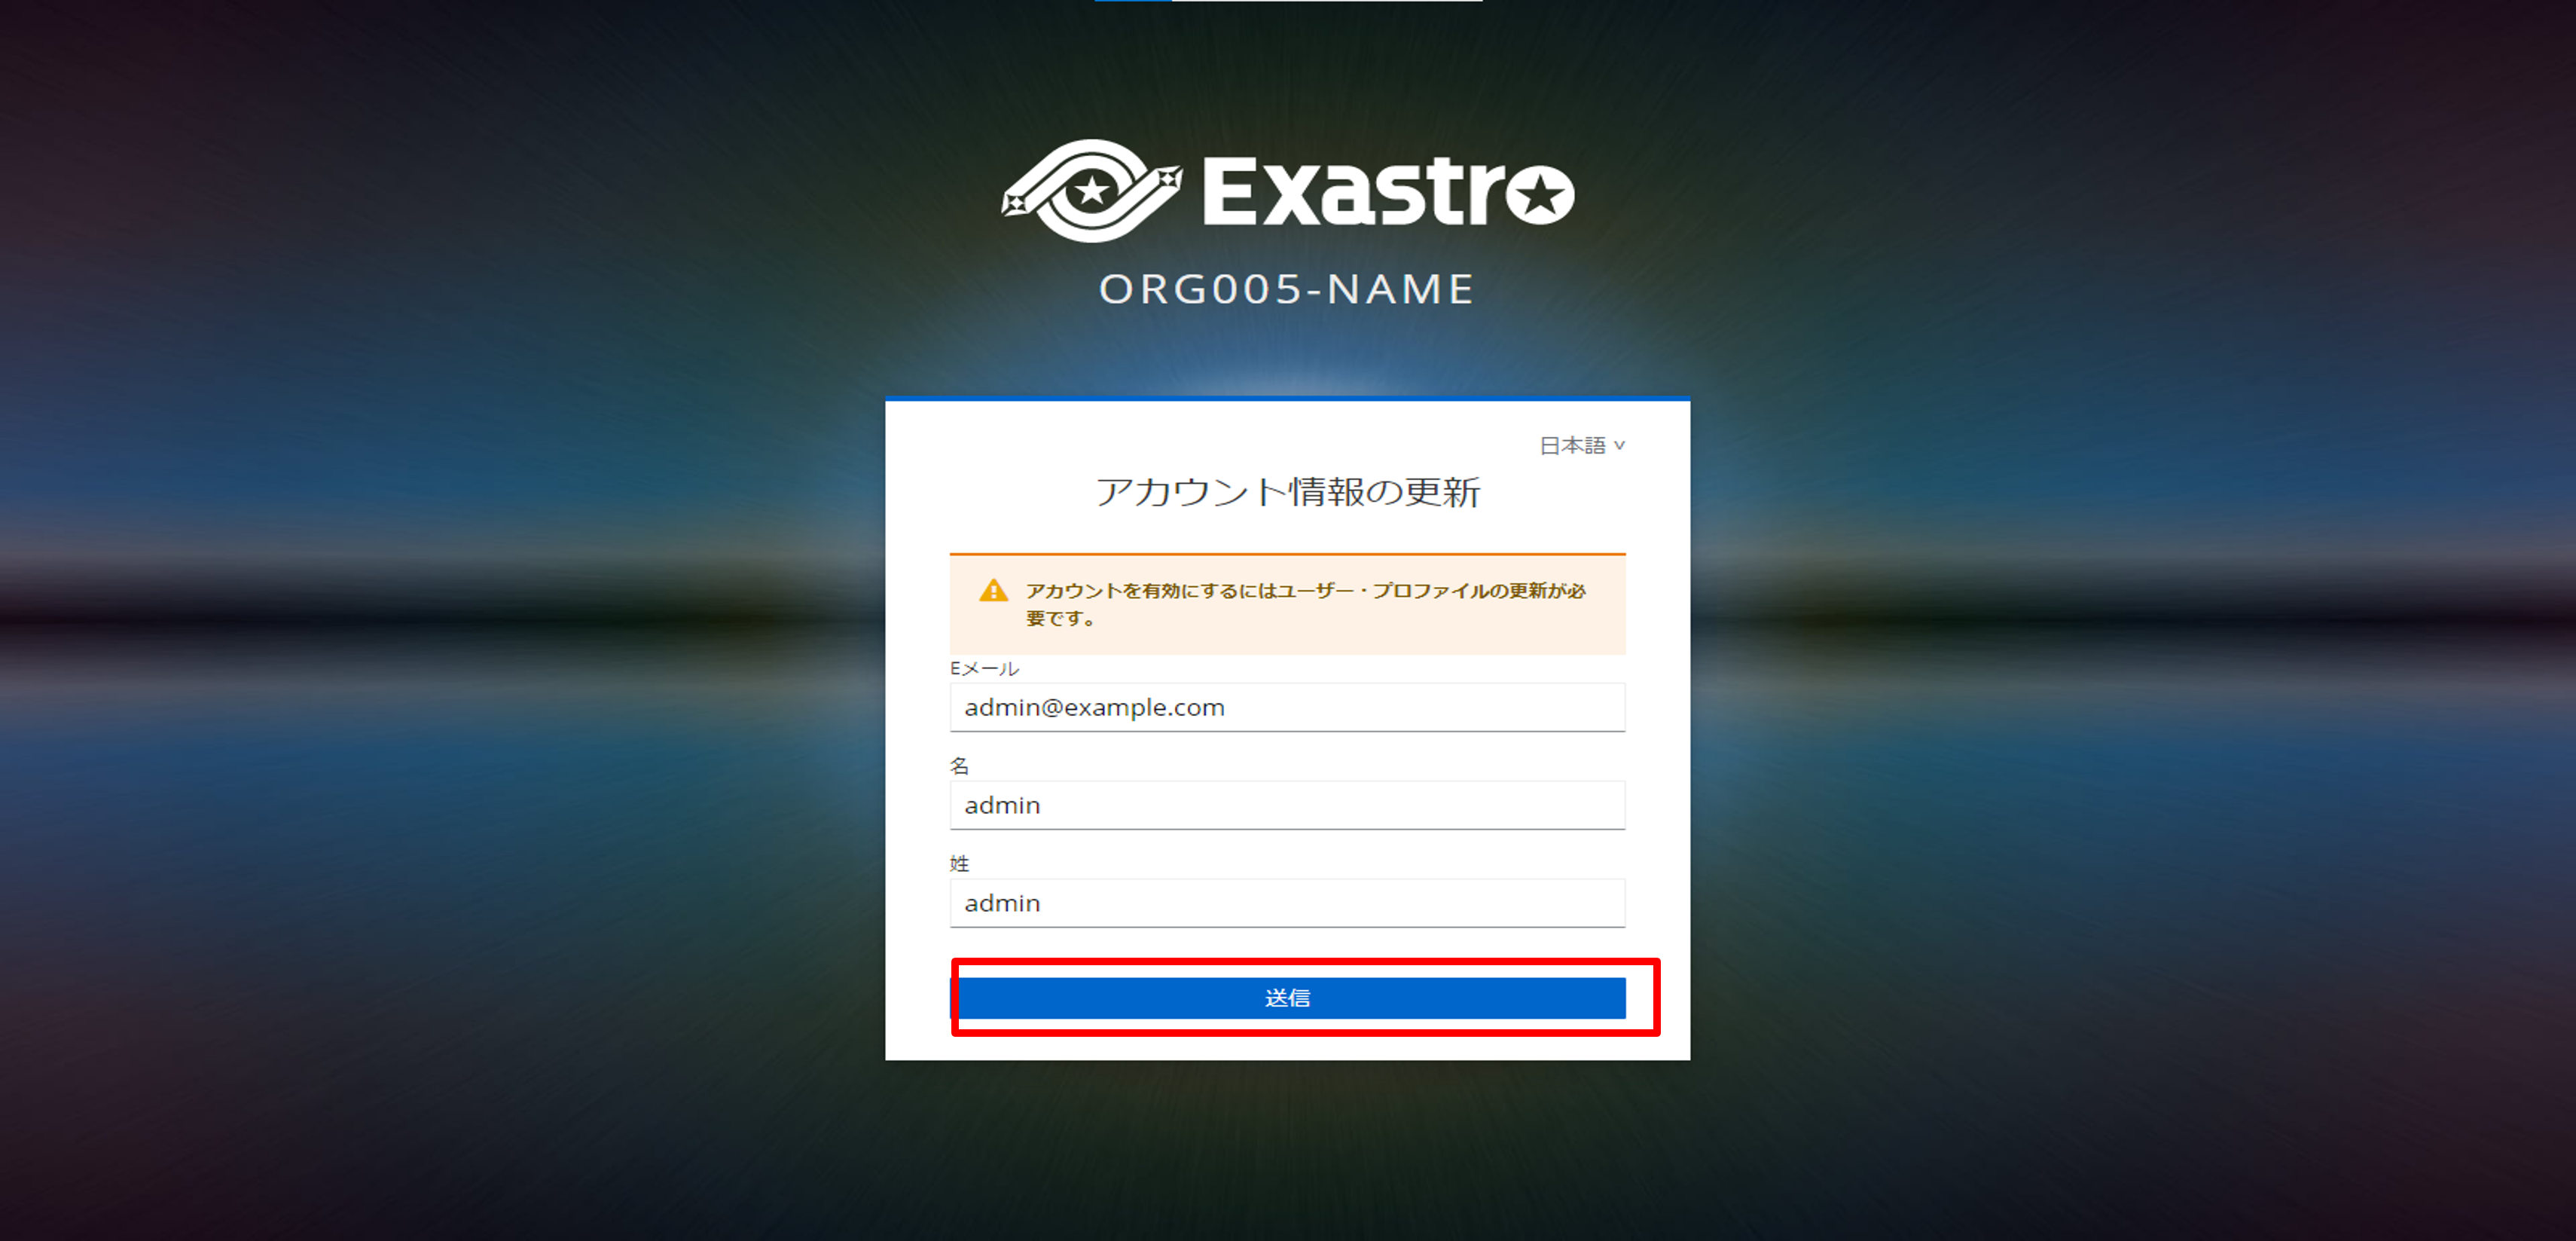 Exastro
ORG005-NAME
日本語
アカウント情報の更新
アカウントを有効にするにはユーザー・プロファイルの更新が必
要です。
Eメール
admin@example.com
名
admin
姓
admin
送信